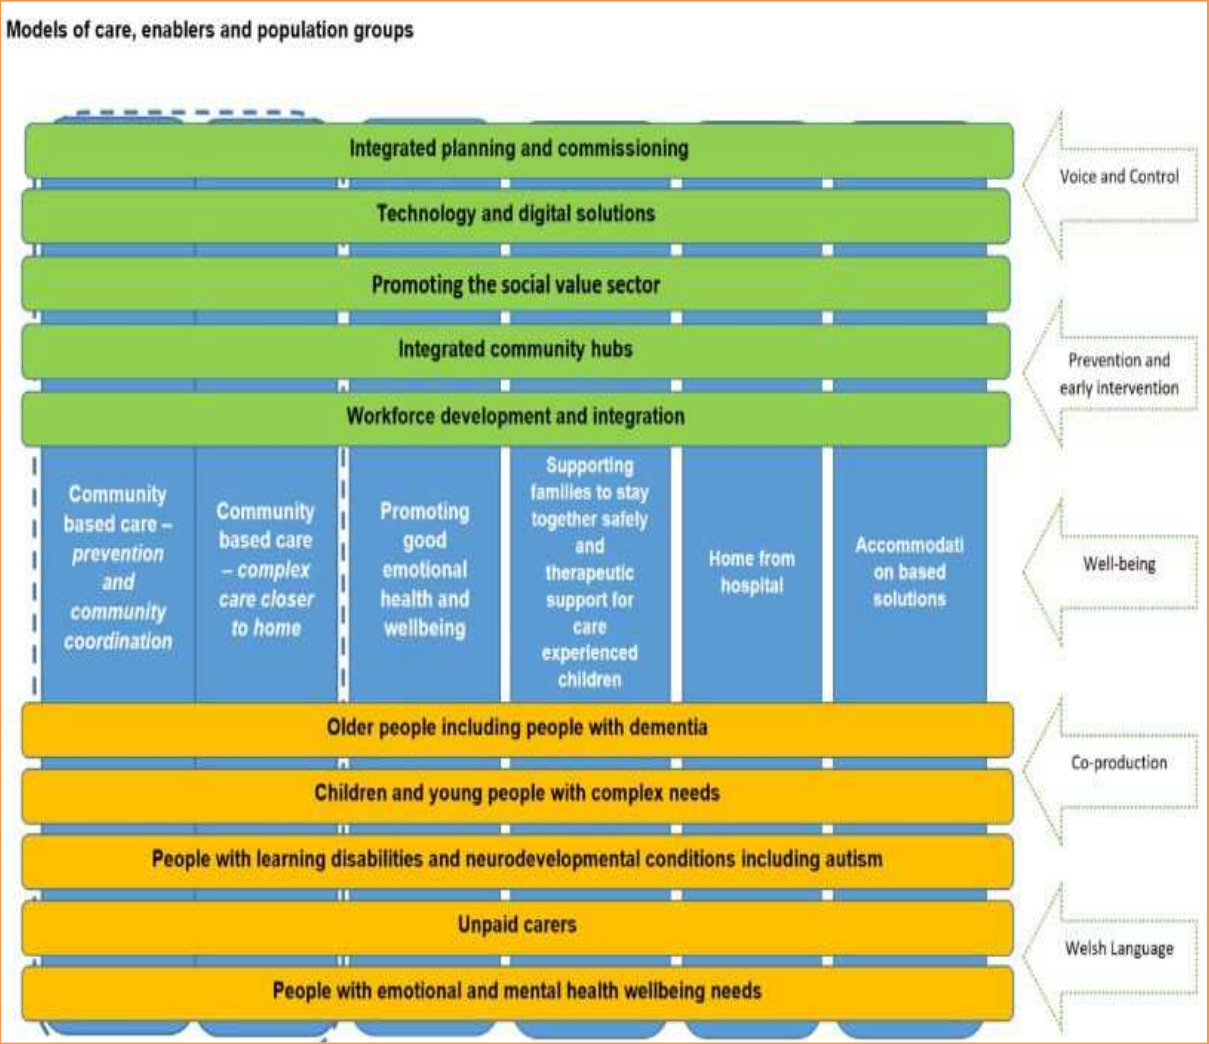 Models of care, enablers and population groups
Integrated planning and commissioning
Technology and digital solutions
Promoting the social value sector
Integrated community hubs
Workforce development and integration
Community
based care –
prevention
and
community
coordination
Community
based care
– complex
care closer
to home
Promoting
good
emotional
health and
wellbeing
Supporting
families to stay
together safely
and
therapeutic
support for
care
experienced
children
Home from
hospital
Accommodati
on based
solutions
Older people including people with dementia
Children and young people with complex needs
People with learning disabilities and neurodevelopmental conditions including autism
Unpaid carers
People with emotional and mental health wellbeing needs
Voice and Control
Prevention and
early intervention
Well-being
Co-production
Welsh Language